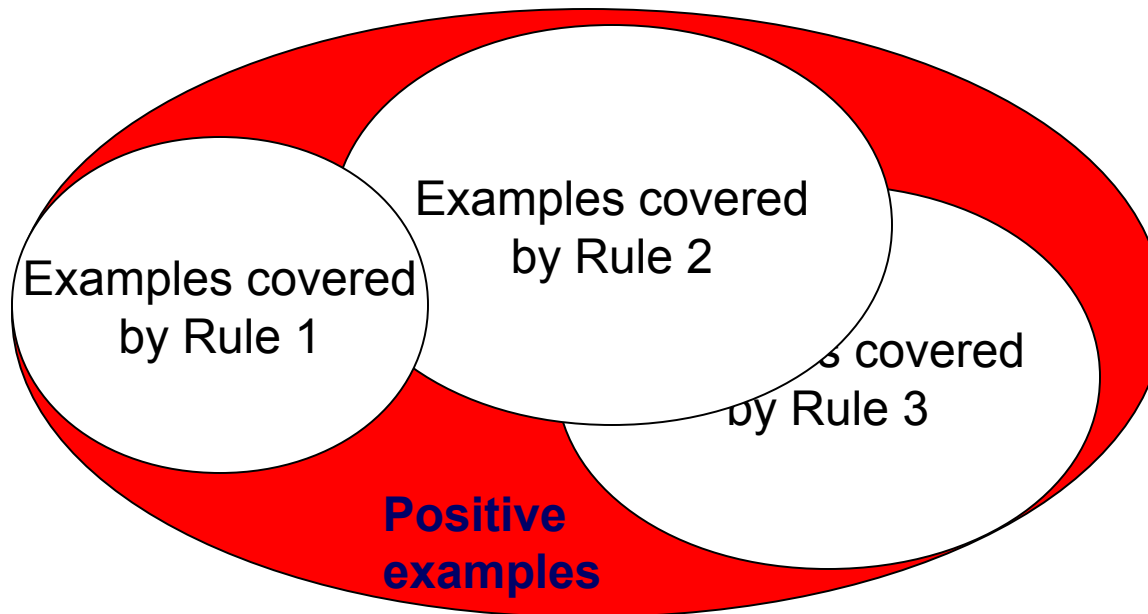 Examples covered
by Rule 2
Examples covered
by Rule 1
covered
by Rule 3
Positive
examples